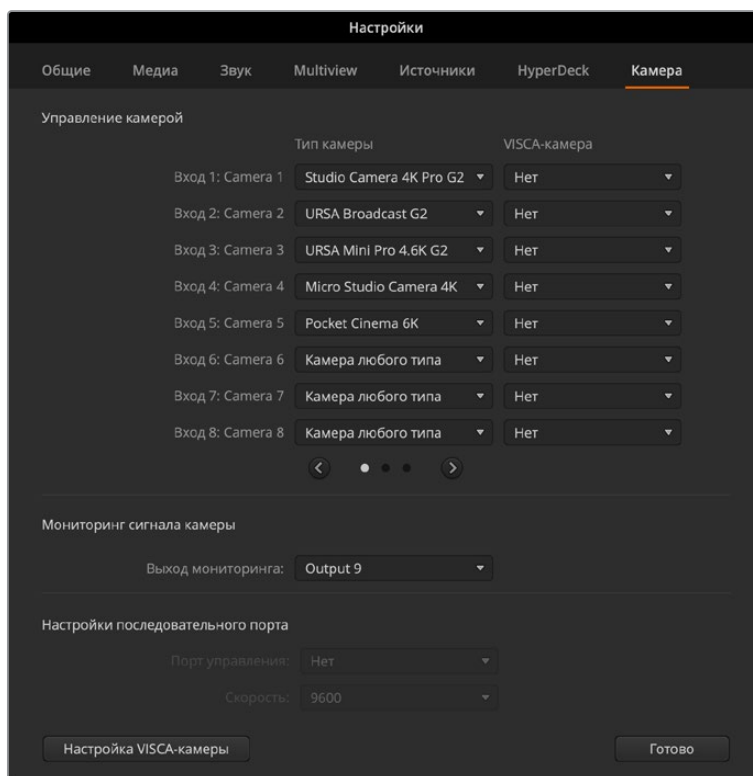 Настройки
Общие Медиа Звук Multiview Источники HyperDeck Камера
Управление камерой
Тип камеры VISCA-камера
Вход 1: Camera 1 Studio Camera 4K Pro G2 Нет
Вход 2: Camera 2 URSA Broadcast G2 Нет
Вход 3: Camera 3 URSA Mini Pro 4.6K G2 Нет
Вход 4: Camera 4 Micro Studio Camera 4K Нет
Вход 5: Camera 5 Pocket Cinema 6K Нет
Вход 6: Camera 6 Камера любого типа Нет
Вход 7: Camera 7 Камера любого типа Нет
Вход 8: Camera 8 Камера любого типа Нет
Мониторинг сигнала камеры
Выход мониторинга: Output 9
Настройки последовательного порта
Порт управления: Нет
Скорость: 9600
Настройка VISCA-камеры Готово